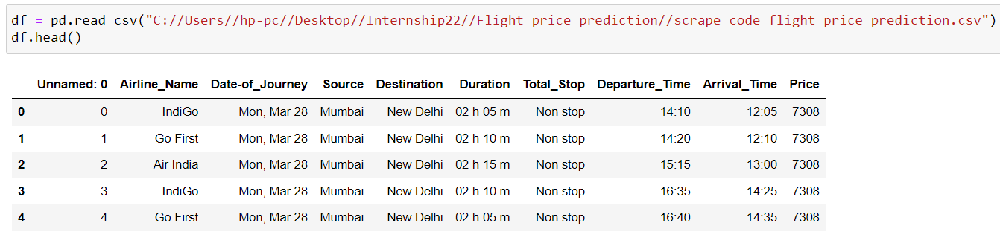 df = pd.read_csv("C://Users//hp-pc//Desktop//Internship22//Flight price prediction//scrape_code_flight_price_prediction.csv")
df.head()
Unnamed: 0 Airline_Name Date-of_Journey Source Destination Duration Total_Stop Departure_Time Arrival_Time Price
0 0 IndiGo Mon, Mar 28 Mumbai New Delhi 02 h 05 m Non stop 14:10 12:05 7308
1 1 Go First Mon, Mar 28 Mumbai New Delhi 02 h 10 m Non stop 14:20 12:10 7308
2 2 Air India Mon, Mar 28 Mumbai New Delhi 02 h 15 m Non stop 15:15 13:00 7308
3 3 IndiGo Mon, Mar 28 Mumbai New Delhi 02 h 10 m Non stop 16:35 14:25 7308
4 4 Go First Mon, Mar 28 Mumbai New Delhi 02 h 05 m Non stop 16:40 14:35 7308